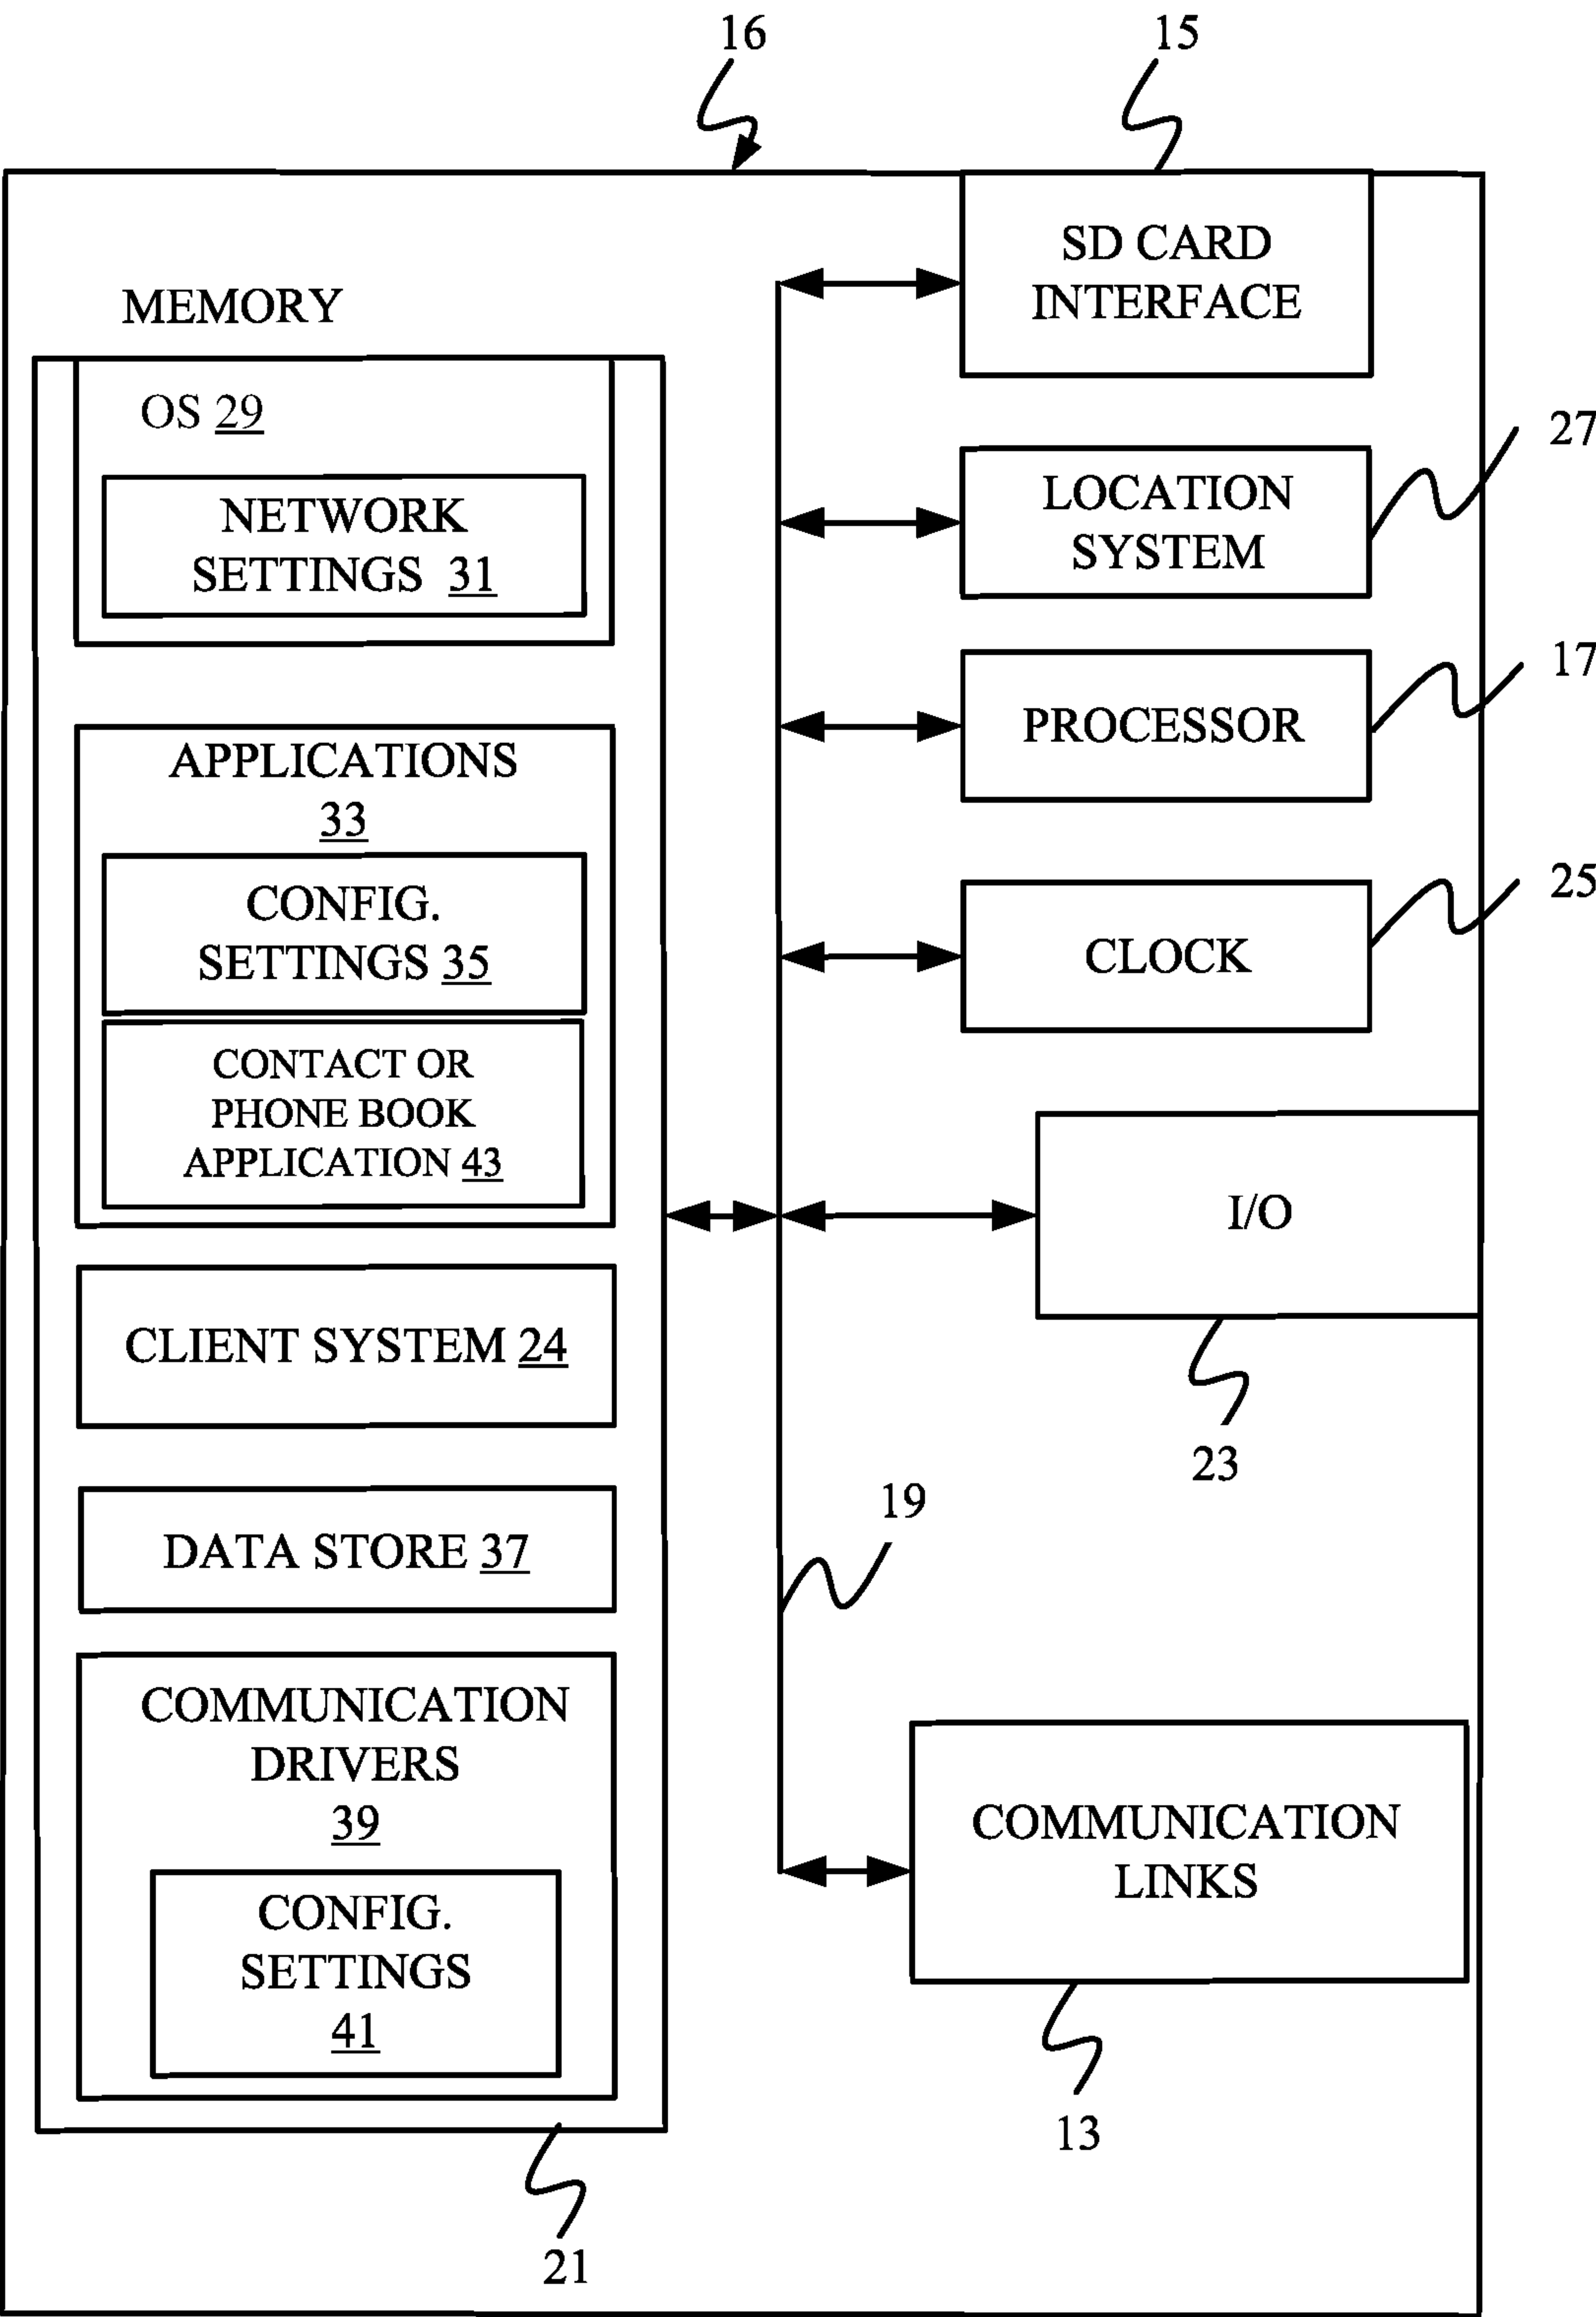 16
15
SD CARD
INTERFACE
MEMORY
OS 29
NETWORK
SETTINGS 31
27
LOCATION
SYSTEM
17
PROCESSOR
APPLICATIONS
33
CONFIG.
SETTINGS 35
25
CLOCK
CONTACT OR
PHONE BOOK
APPLICATION 43
I/O
23
CLIENT SYSTEM 24
19
DATA STORE 37
COMMUNICATION
DRIVERS
39
CONFIG.
SETTINGS
41
COMMUNICATION
LINKS
13
21